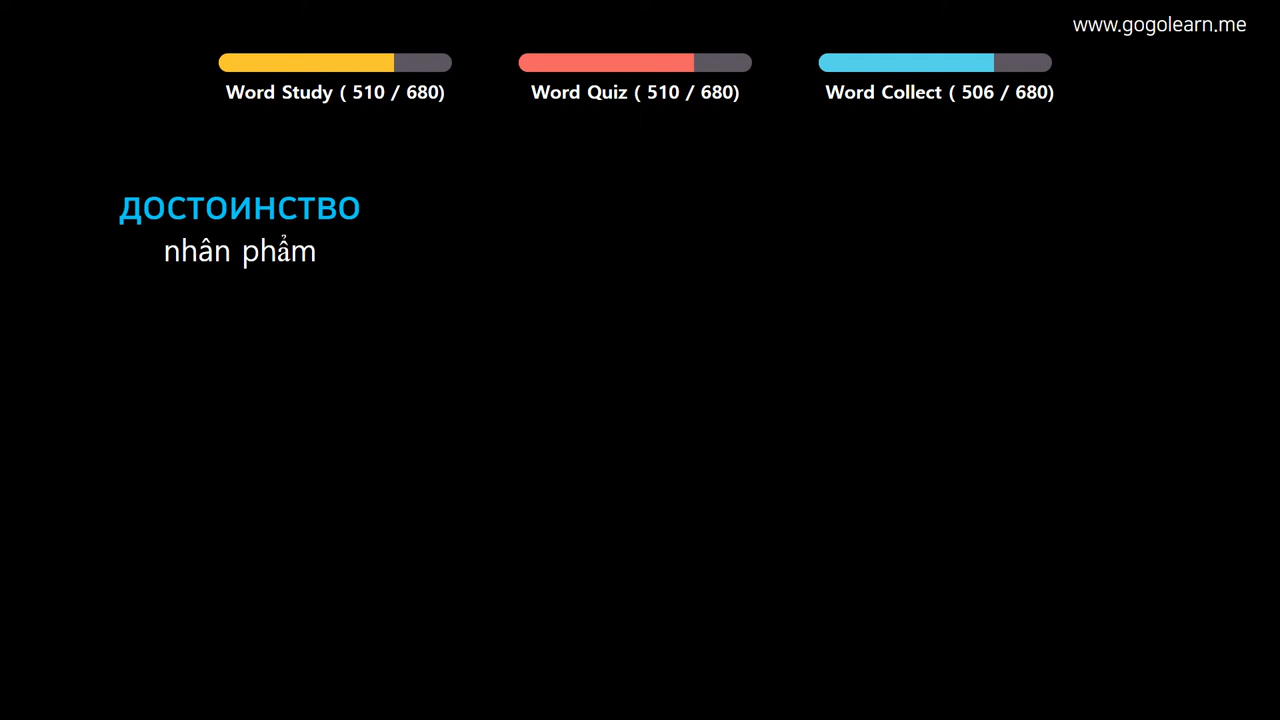 www.gogolearn.me
Word Study ( 510 / 680)
Word Quiz ( 510 / 680)
Word Collect ( 506 / 680)
достоинство
nhân phẩm